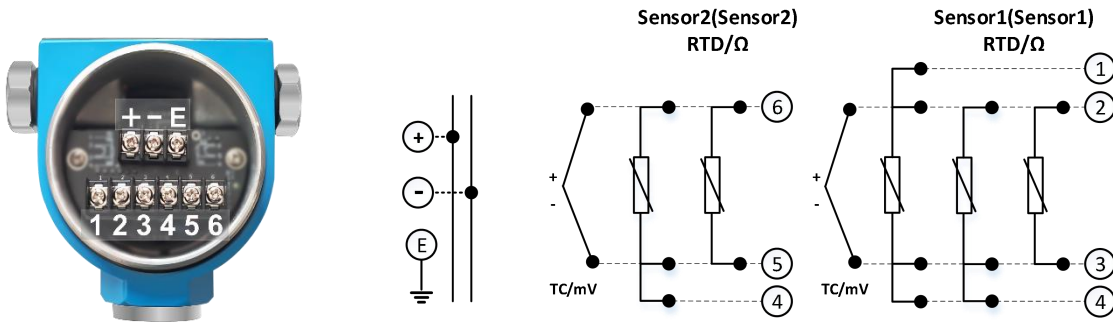 + - E
1 2 3 4 5 6
+
-
E
Sensor2(Sensor2)
RTD/Ω
6
+
-
5
TC/mV
4
Sensor1(Sensor1)
RTD/Ω
1
2
+
-
3
TC/mV
4